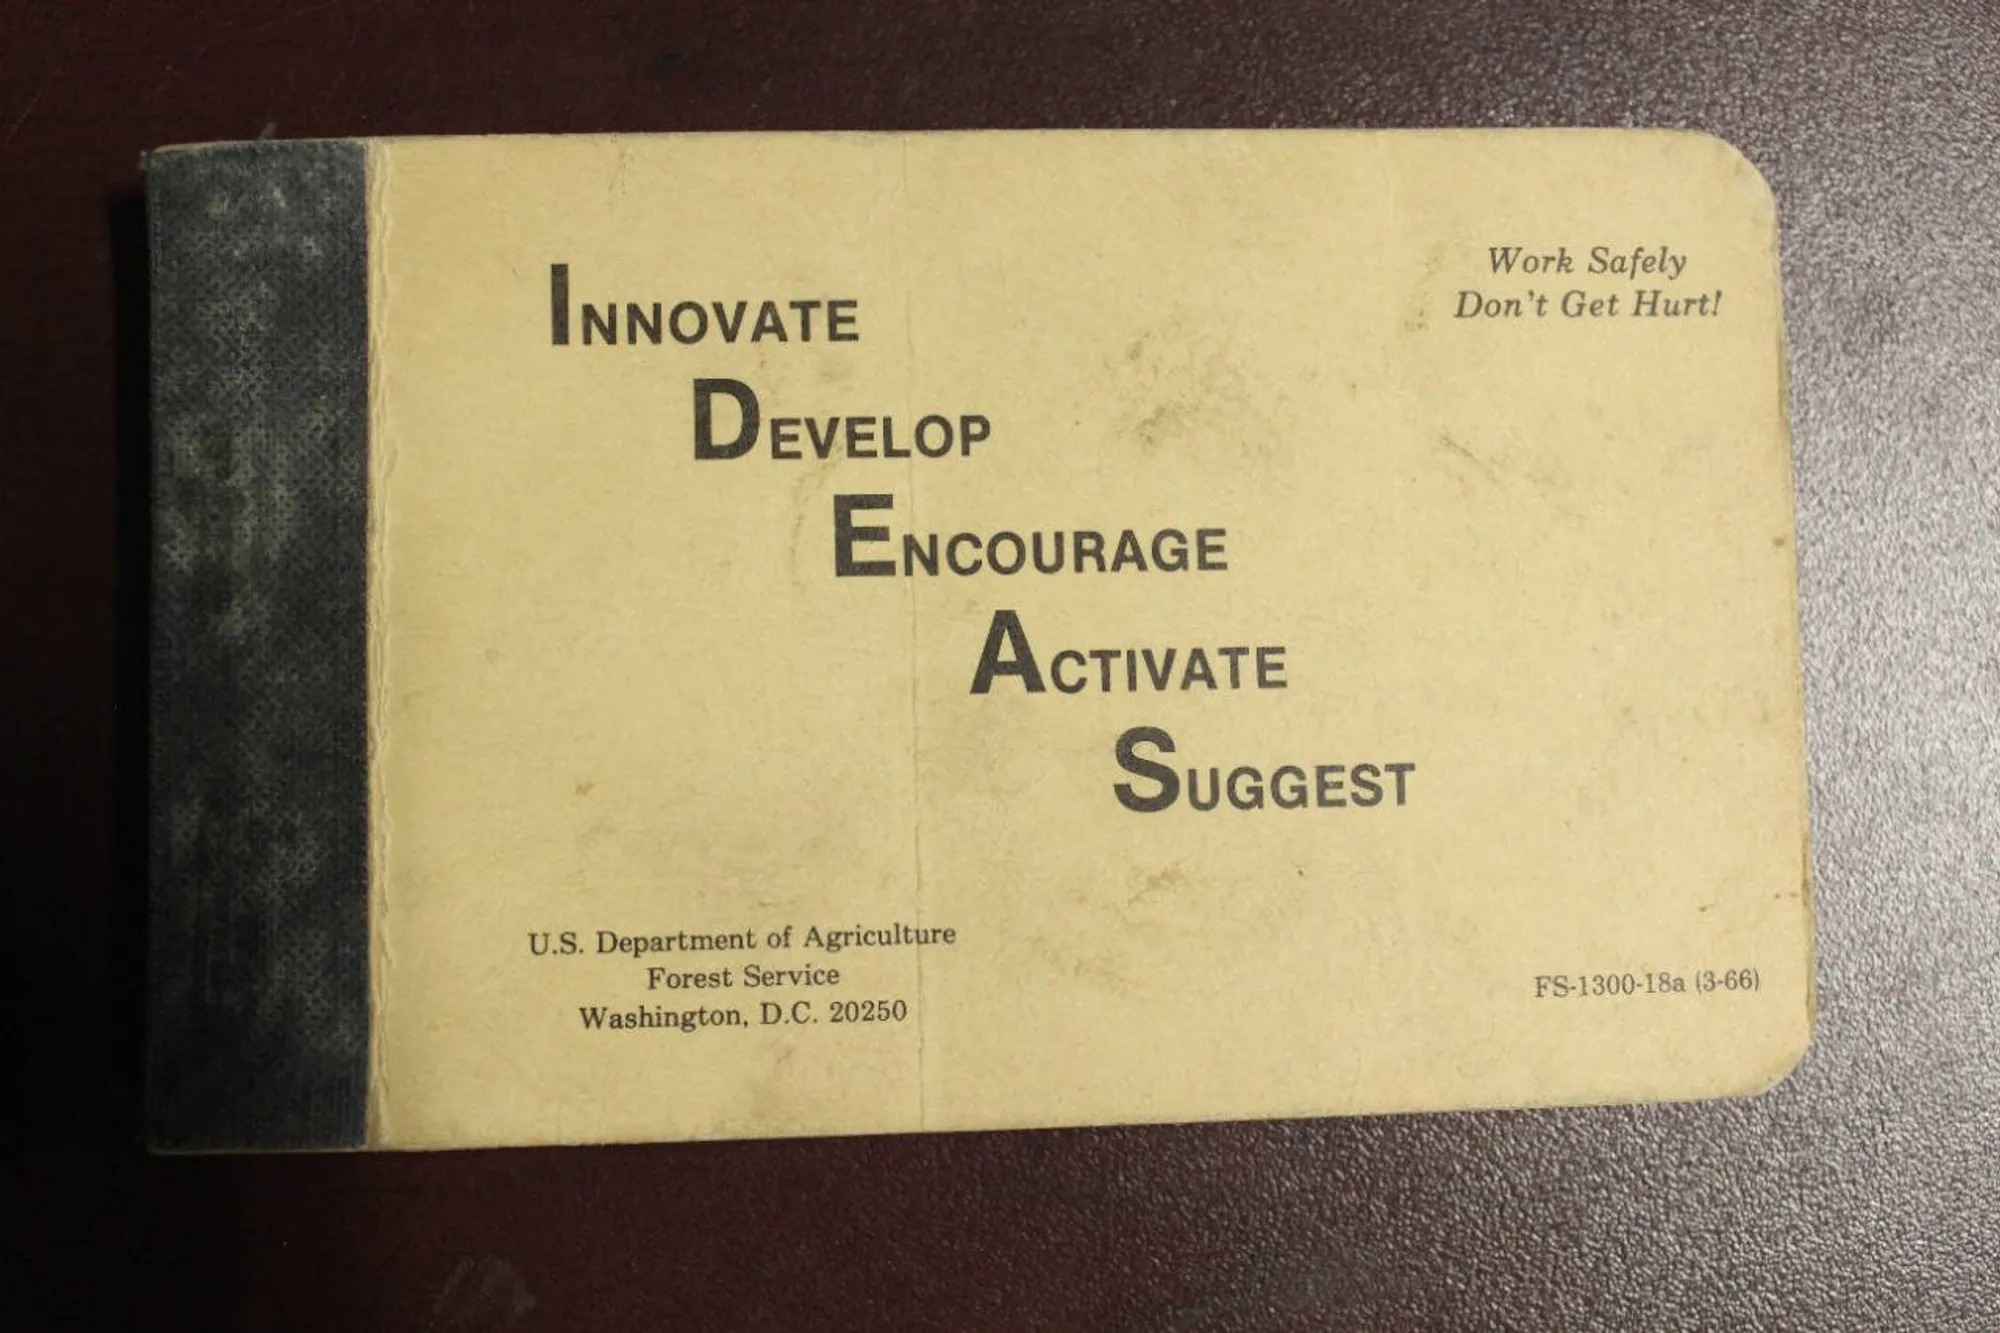 Work Safely
Don't Get Hurt!
INNOVATE
DEVELOP
ENCOURAGE
ACTIVATE
SUGGEST
U.S. Department of Agriculture
Forest Service
Washington, D.C. 20250
FS-1300-18a (3-66)